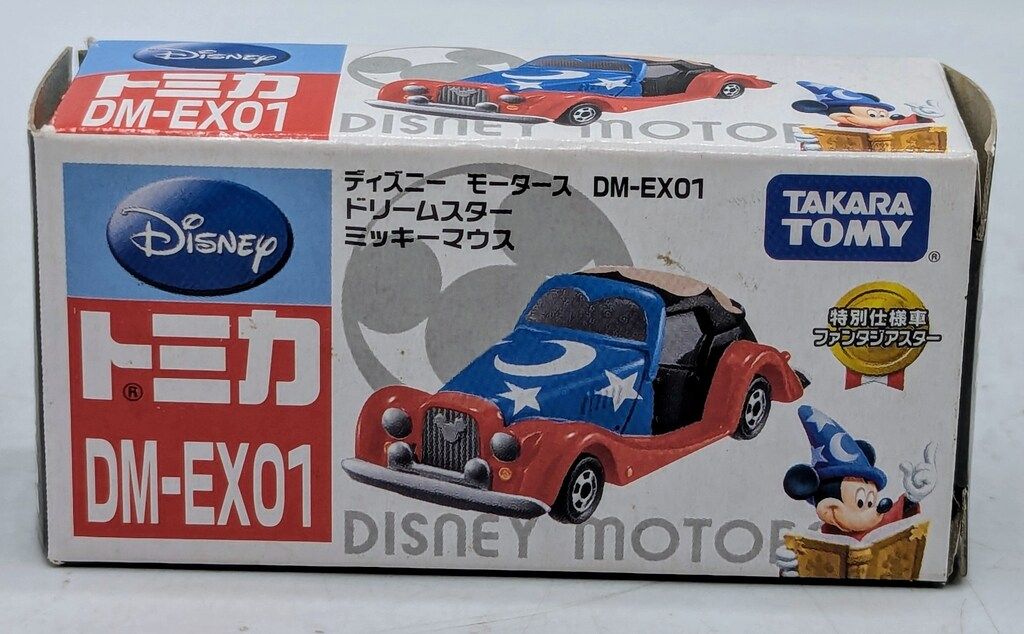 Disney
トミカ
DM-EX01
DISNEY MOTOR
Disney
トミカ
®
DM-EX01
ディズニー モータース DM-EX01
ドリームスター
ミッキーマウス
TAKARA
TOMY
®
特別仕様車
ファンタジアスター
DISNEY MOTOR